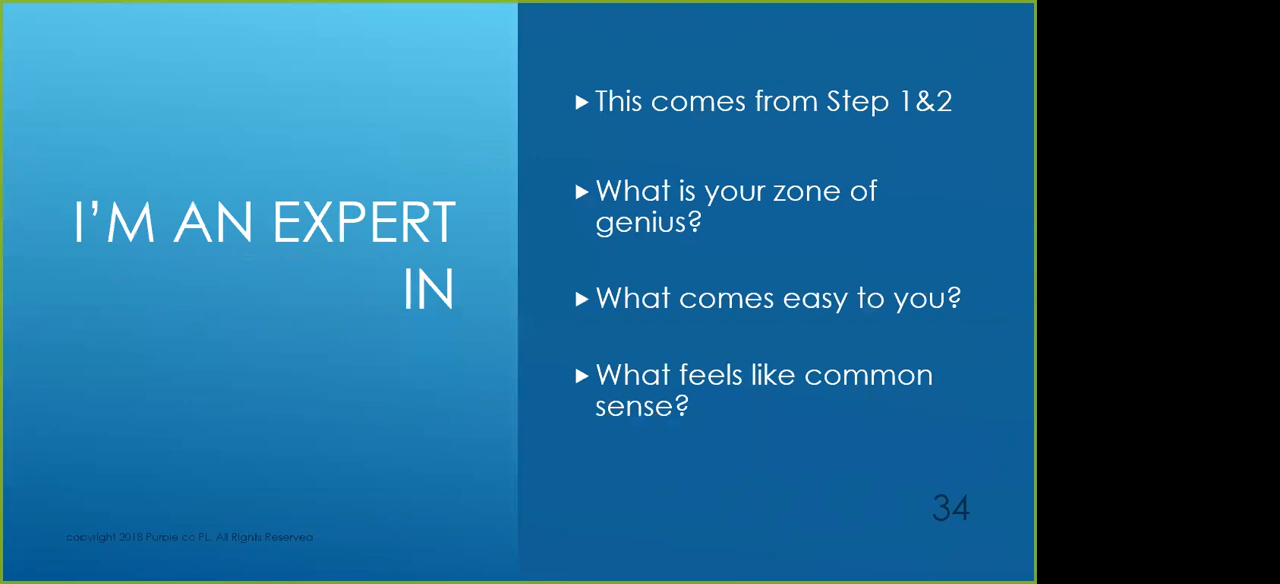 I'M AN EXPERT
IN
This comes from Step 1&2
What is your zone of
genius?
What comes easy to you?
What feels like common
sense?
34
copyright 2018 Purple co PL. All Rights Reserved